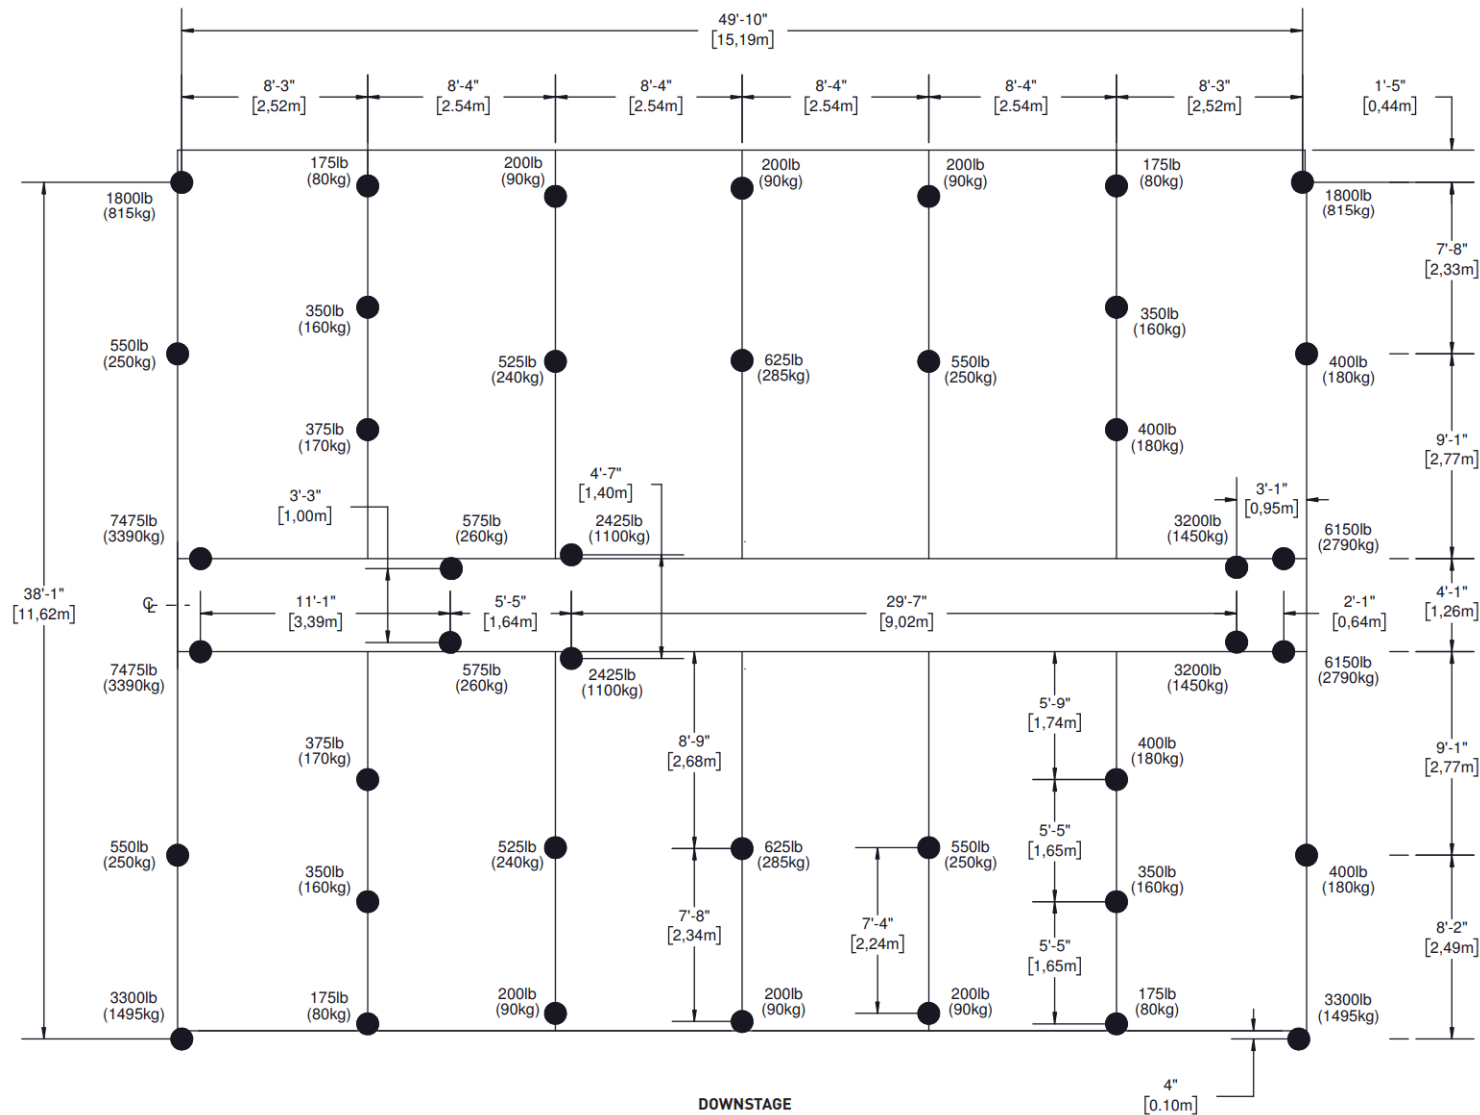 49'-10"
[15,19m]
8'-3"
[2,52m]
8'-4"
[2.54m]
8'-4"
[2.54m]
8'-4"
[2.54m]
8'-4"
[2.54m]
8'-3"
[2,52m]
1'-5"
[0,44m]
1800lb
(815kg)
175lb
(80kg)
200lb
(90kg)
200lb
(90kg)
200lb
(90kg)
175lb
(80kg)
1800lb
(815kg)
7'-8"
[2,33m]
550lb
(250kg)
350lb
(160kg)
525lb
(240kg)
625lb
(285kg)
550lb
(250kg)
350lb
(160kg)
400lb
(180kg)
375lb
(170kg)
400lb
(180kg)
9'-1"
[2,77m]
3'-3"
[1,00m]
4'-7"
[1,40m]
3'-1"
[0,95m]
7475lb
(3390kg)
575lb
(260kg)
2425lb
(1100kg)
3200lb
(1450kg)
6150lb
(2790kg)
38'-1"
[11,62m]
℄
11'-1"
[3,39m]
5'-5"
[1,64m]
29'-7"
[9,02m]
2'-1"
[0,64m]
4'-1"
[1,26m]
7475lb
(3390kg)
575lb
(260kg)
2425lb
(1100kg)
3200lb
(1450kg)
6150lb
(2790kg)
375lb
(170kg)
8'-9"
[2,68m]
5'-9"
[1,74m]
400lb
(180kg)
9'-1"
[2,77m]
550lb
(250kg)
350lb
(160kg)
525lb
(240kg)
625lb
(285kg)
550lb
(250kg)
5'-5"
[1,65m]
350lb
(160kg)
400lb
(180kg)
7'-8"
[2,34m]
7'-4"
[2,24m]
5'-5"
[1,65m]
8'-2"
[2,49m]
3300lb
(1495kg)
175lb
(80kg)
200lb
(90kg)
200lb
(90kg)
200lb
(90kg)
175lb
(80kg)
3300lb
(1495kg)
4"
[0.10m]
DOWNSTAGE